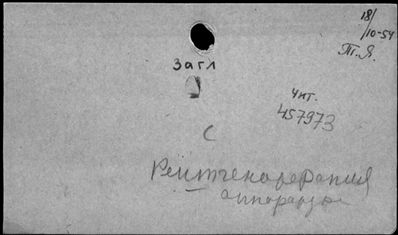 18/
/10-54
Т.Я.
Загл
Чит.
457973
С
Рентгенотерапия
аппараты